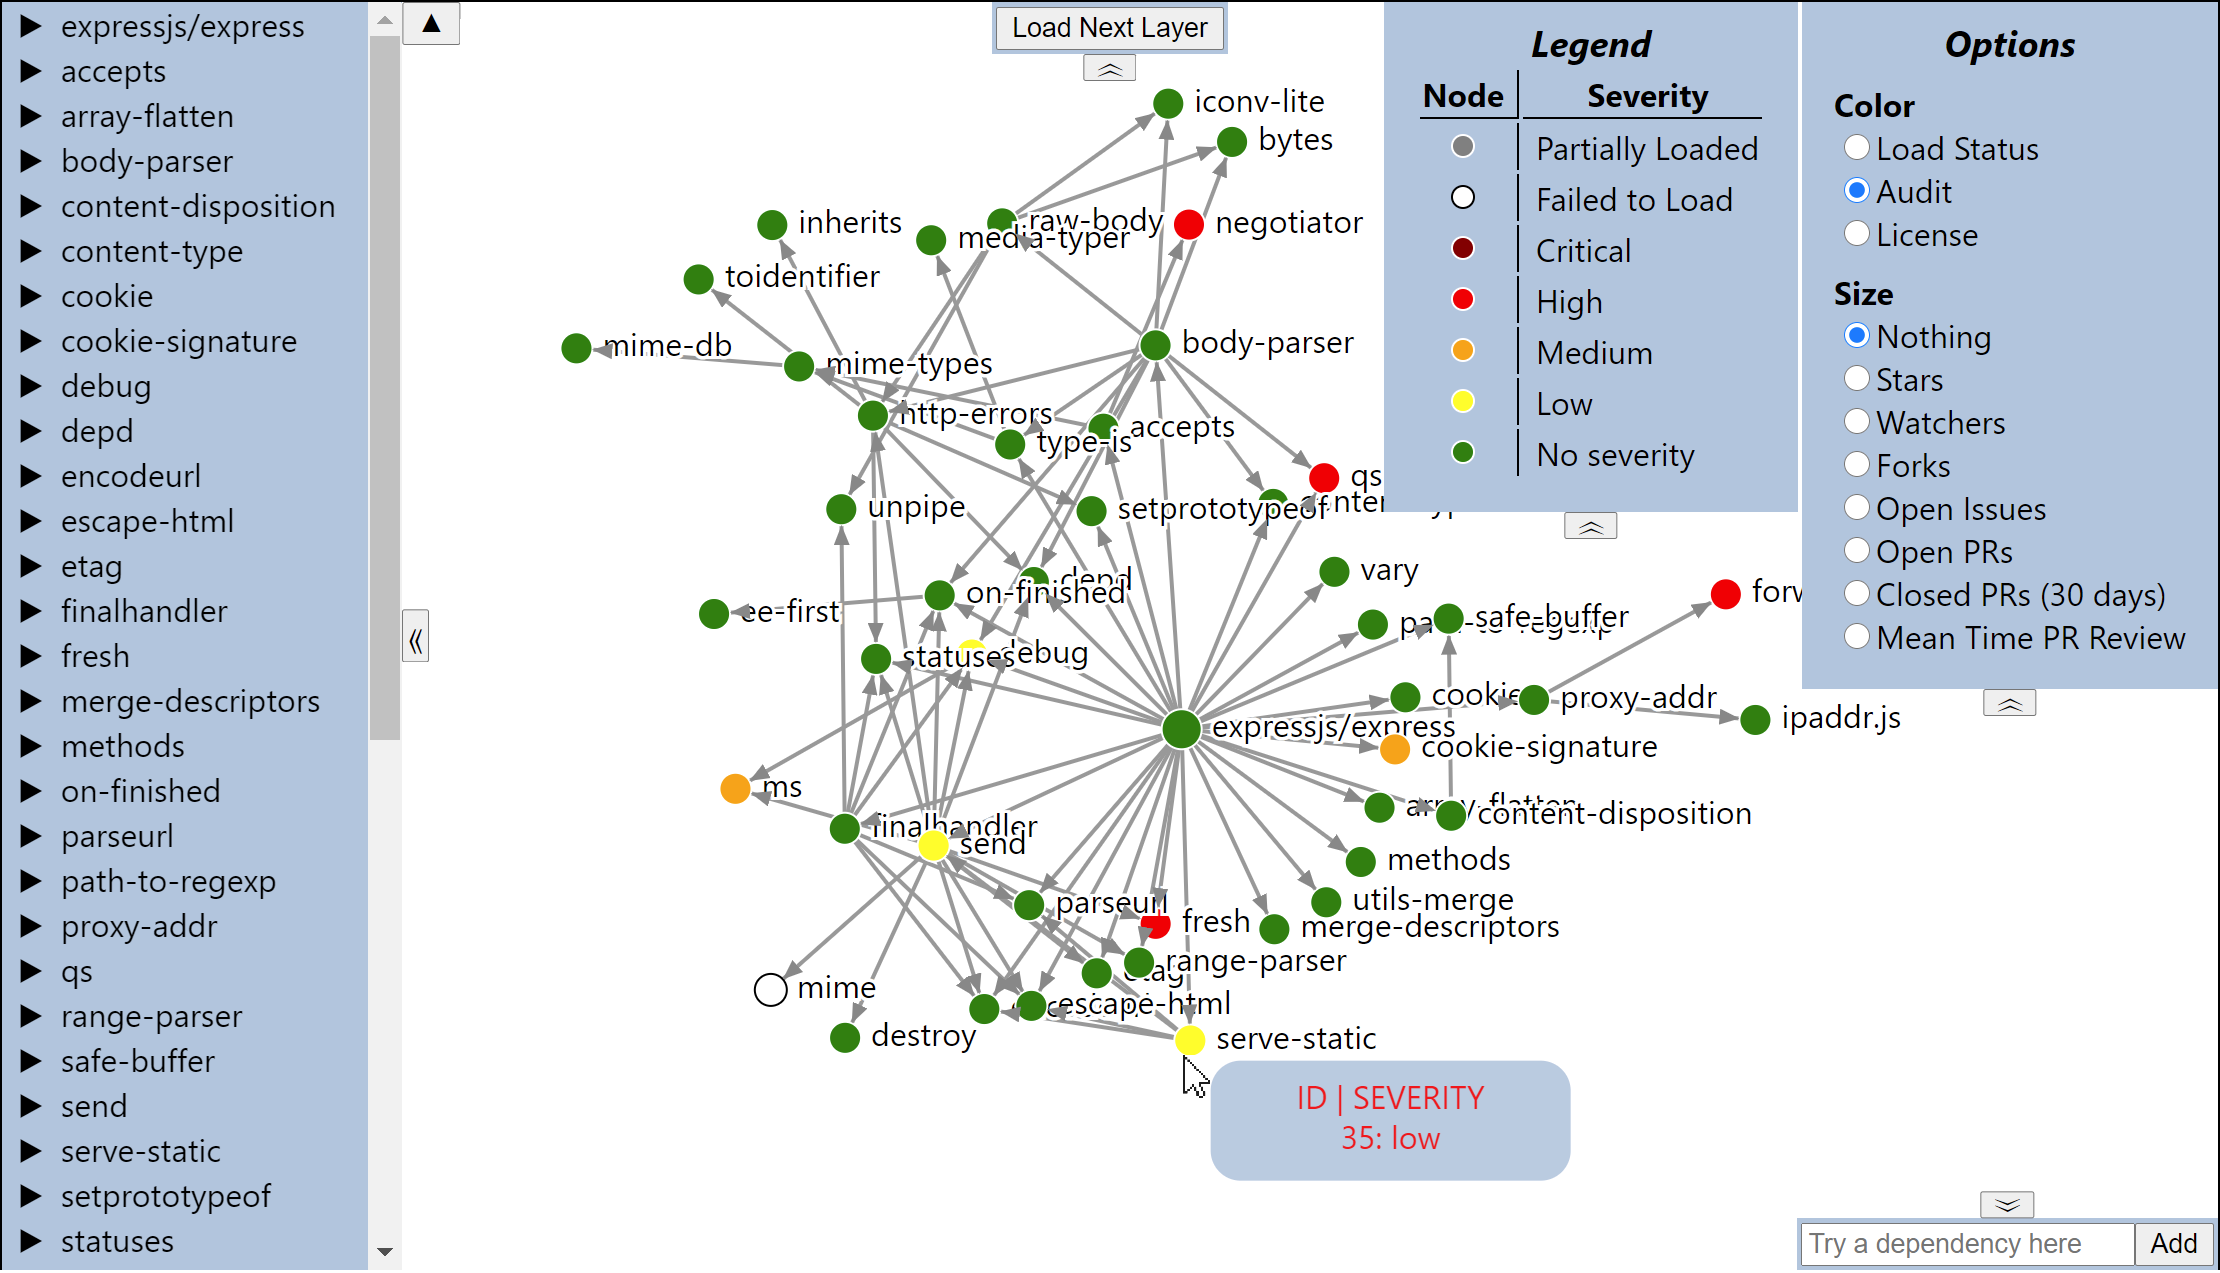 expressjs/express
accepts
array-flatten
body-parser
content-disposition
content-type
cookie
cookie-signature
debug
depd
encodeurl
escape-html
etag
finalhandler
fresh
merge-descriptors
methods
on-finished
parseurl
path-to-regexp
proxy-addr
qs
range-parser
safe-buffer
send
serve-static
setprototypeof
statuses
▲
Load Next Layer
iconv-lite
bytes
raw-body
inherits
media-typer
negotiator
toidentifier
mime-db
mime-types
body-parser
http-errors
type-is
accepts
qs
unpipe
setprototypeof
vary
depd
on-finished
ee-first
safe-buffer
path-to-regexp
statuses
debug
cookie
proxy-addr
ipaddr.js
expressjs/express
cookie-signature
ms
array-flatten
content-disposition
finalhandler
send
methods
parseurl
utils-merge
fresh
merge-descriptors
range-parser
etag
mime
escape-html
destroy
serve-static
ID | SEVERITY
35: low
Legend
Node Severity
Partially Loaded
Failed to Load
Critical
High
Medium
Low
No severity
Options
Color
Load Status
Audit
License
Size
Nothing
Stars
Watchers
Forks
Open Issues
Open PRs
Closed PRs (30 days)
Mean Time PR Review
Try a dependency here
Add